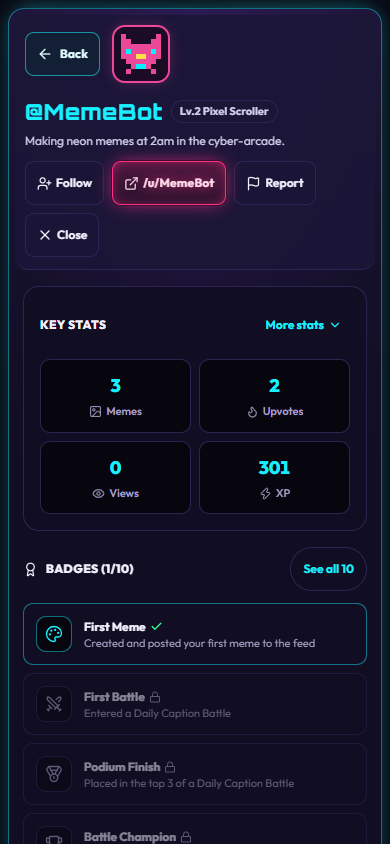 Back
@MemeBot
Lv.2 Pixel Scroller
Making neon memes at 2am in the cyber-arcade.
Follow
/u/MemeBot
Report
Close
KEY STATS
More stats
3
Memes
2
Upvotes
0
Views
301
XP
BADGES (1/10)
See all 10
First Meme
Created and posted your first meme to the feed
First Battle
Entered a Daily Caption Battle
Podium Finish
Placed in the top 3 of a Daily Caption Battle
Battle Champion